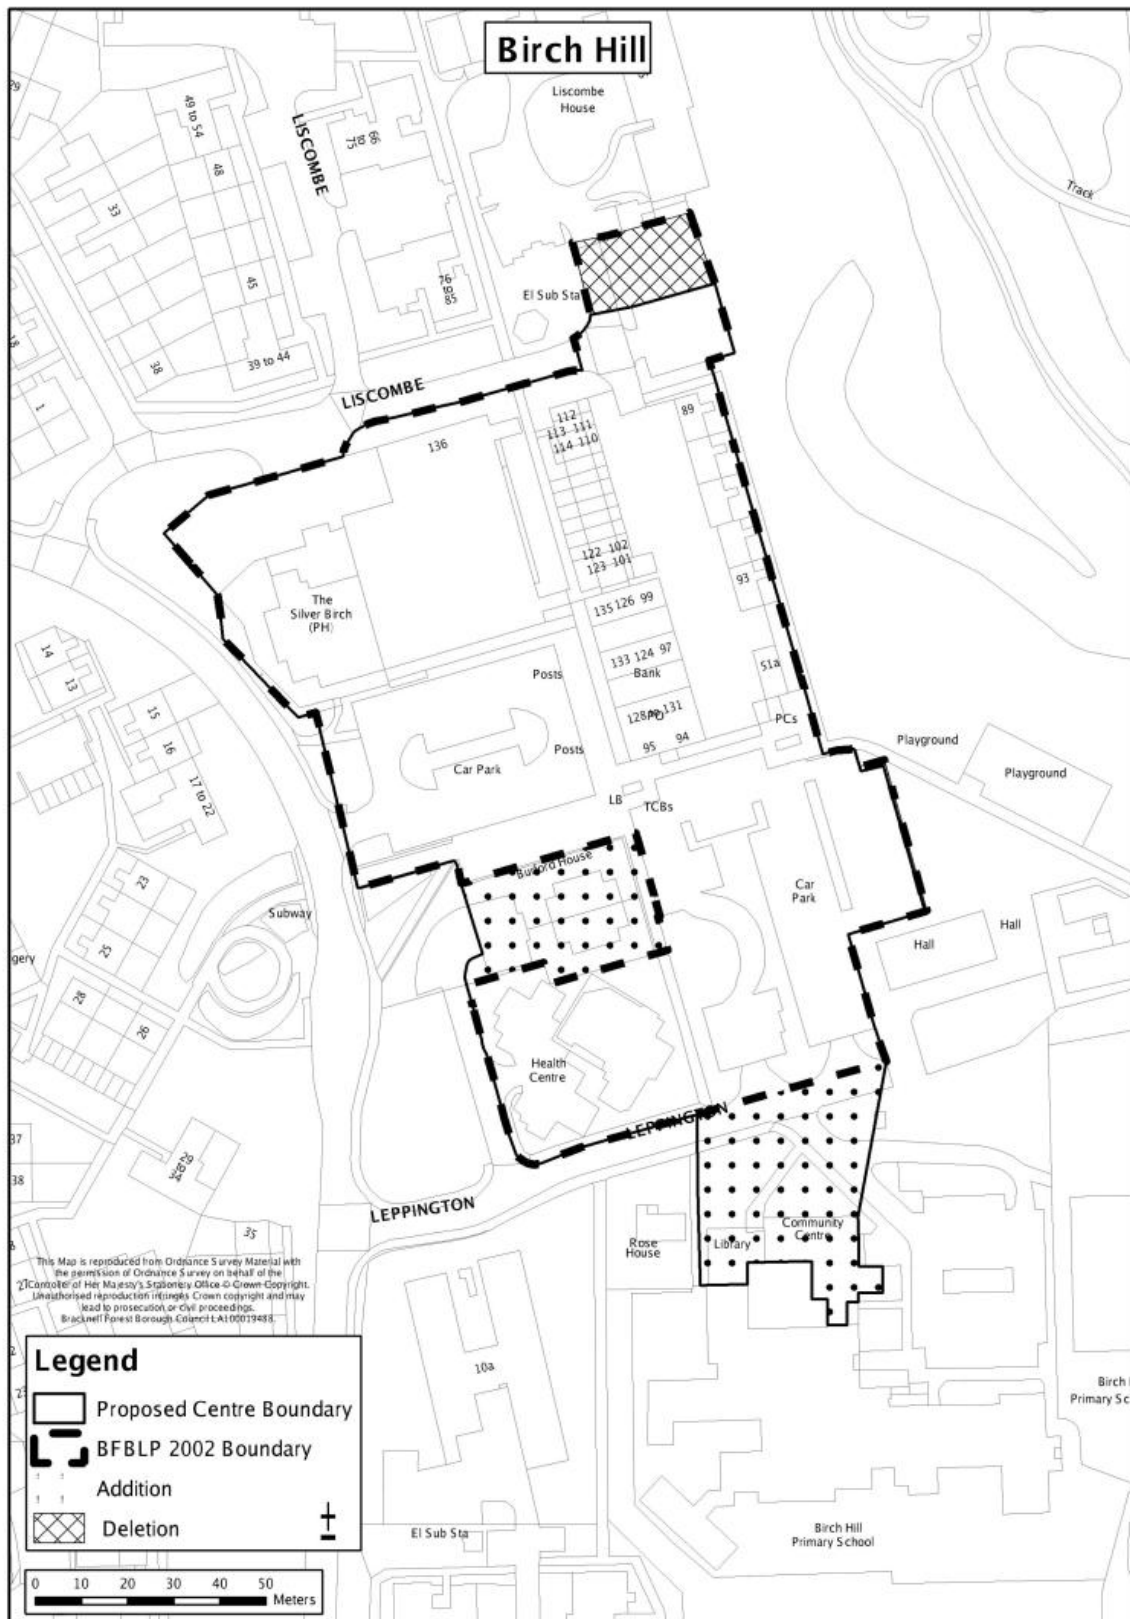 Birch Hill
Liscombe
House
29
49 to 54
LISCOMBE
66
to
75
48
33
Track
45
76
to
85
El Sub Sta
18
38
39 to 44
LISCOMBE
1
112
113 111
114 110
89
136
122 102
123 101
93
The
Silver Birch
(PH)
135 126 99
14
13
133 124 97
Bank
51a
Posts
15
16
131
PCs
Playground
95
94
Posts
Car Park
Playground
17 to 22
LB
TCBs
Burford House
23
Car
Park
Subway
Hall
Hall
gery
25
28
26
Health
Centre
LEPPINGTON
37
38
LEPPINGTON
35
Community
Centre
Library
Rose
House
This Map is reproduced from Ordnance Survey Material with
the permission of Ordnance Survey on behalf of the
Controller of Her Majesty's Stationery Office © Crown Copyright.
Unauthorised reproduction infringes Crown copyright and may
lead to prosecution or civil proceedings.
Bracknell Forest Borough Council LA100019488.
Legend
Proposed Centre Boundary
BFBLP 2002 Boundary
Addition
Deletion
10a
Birch
Primary Sc
El Sub Sta
Birch Hill
Primary School
0 10 20 30 40 50
Meters